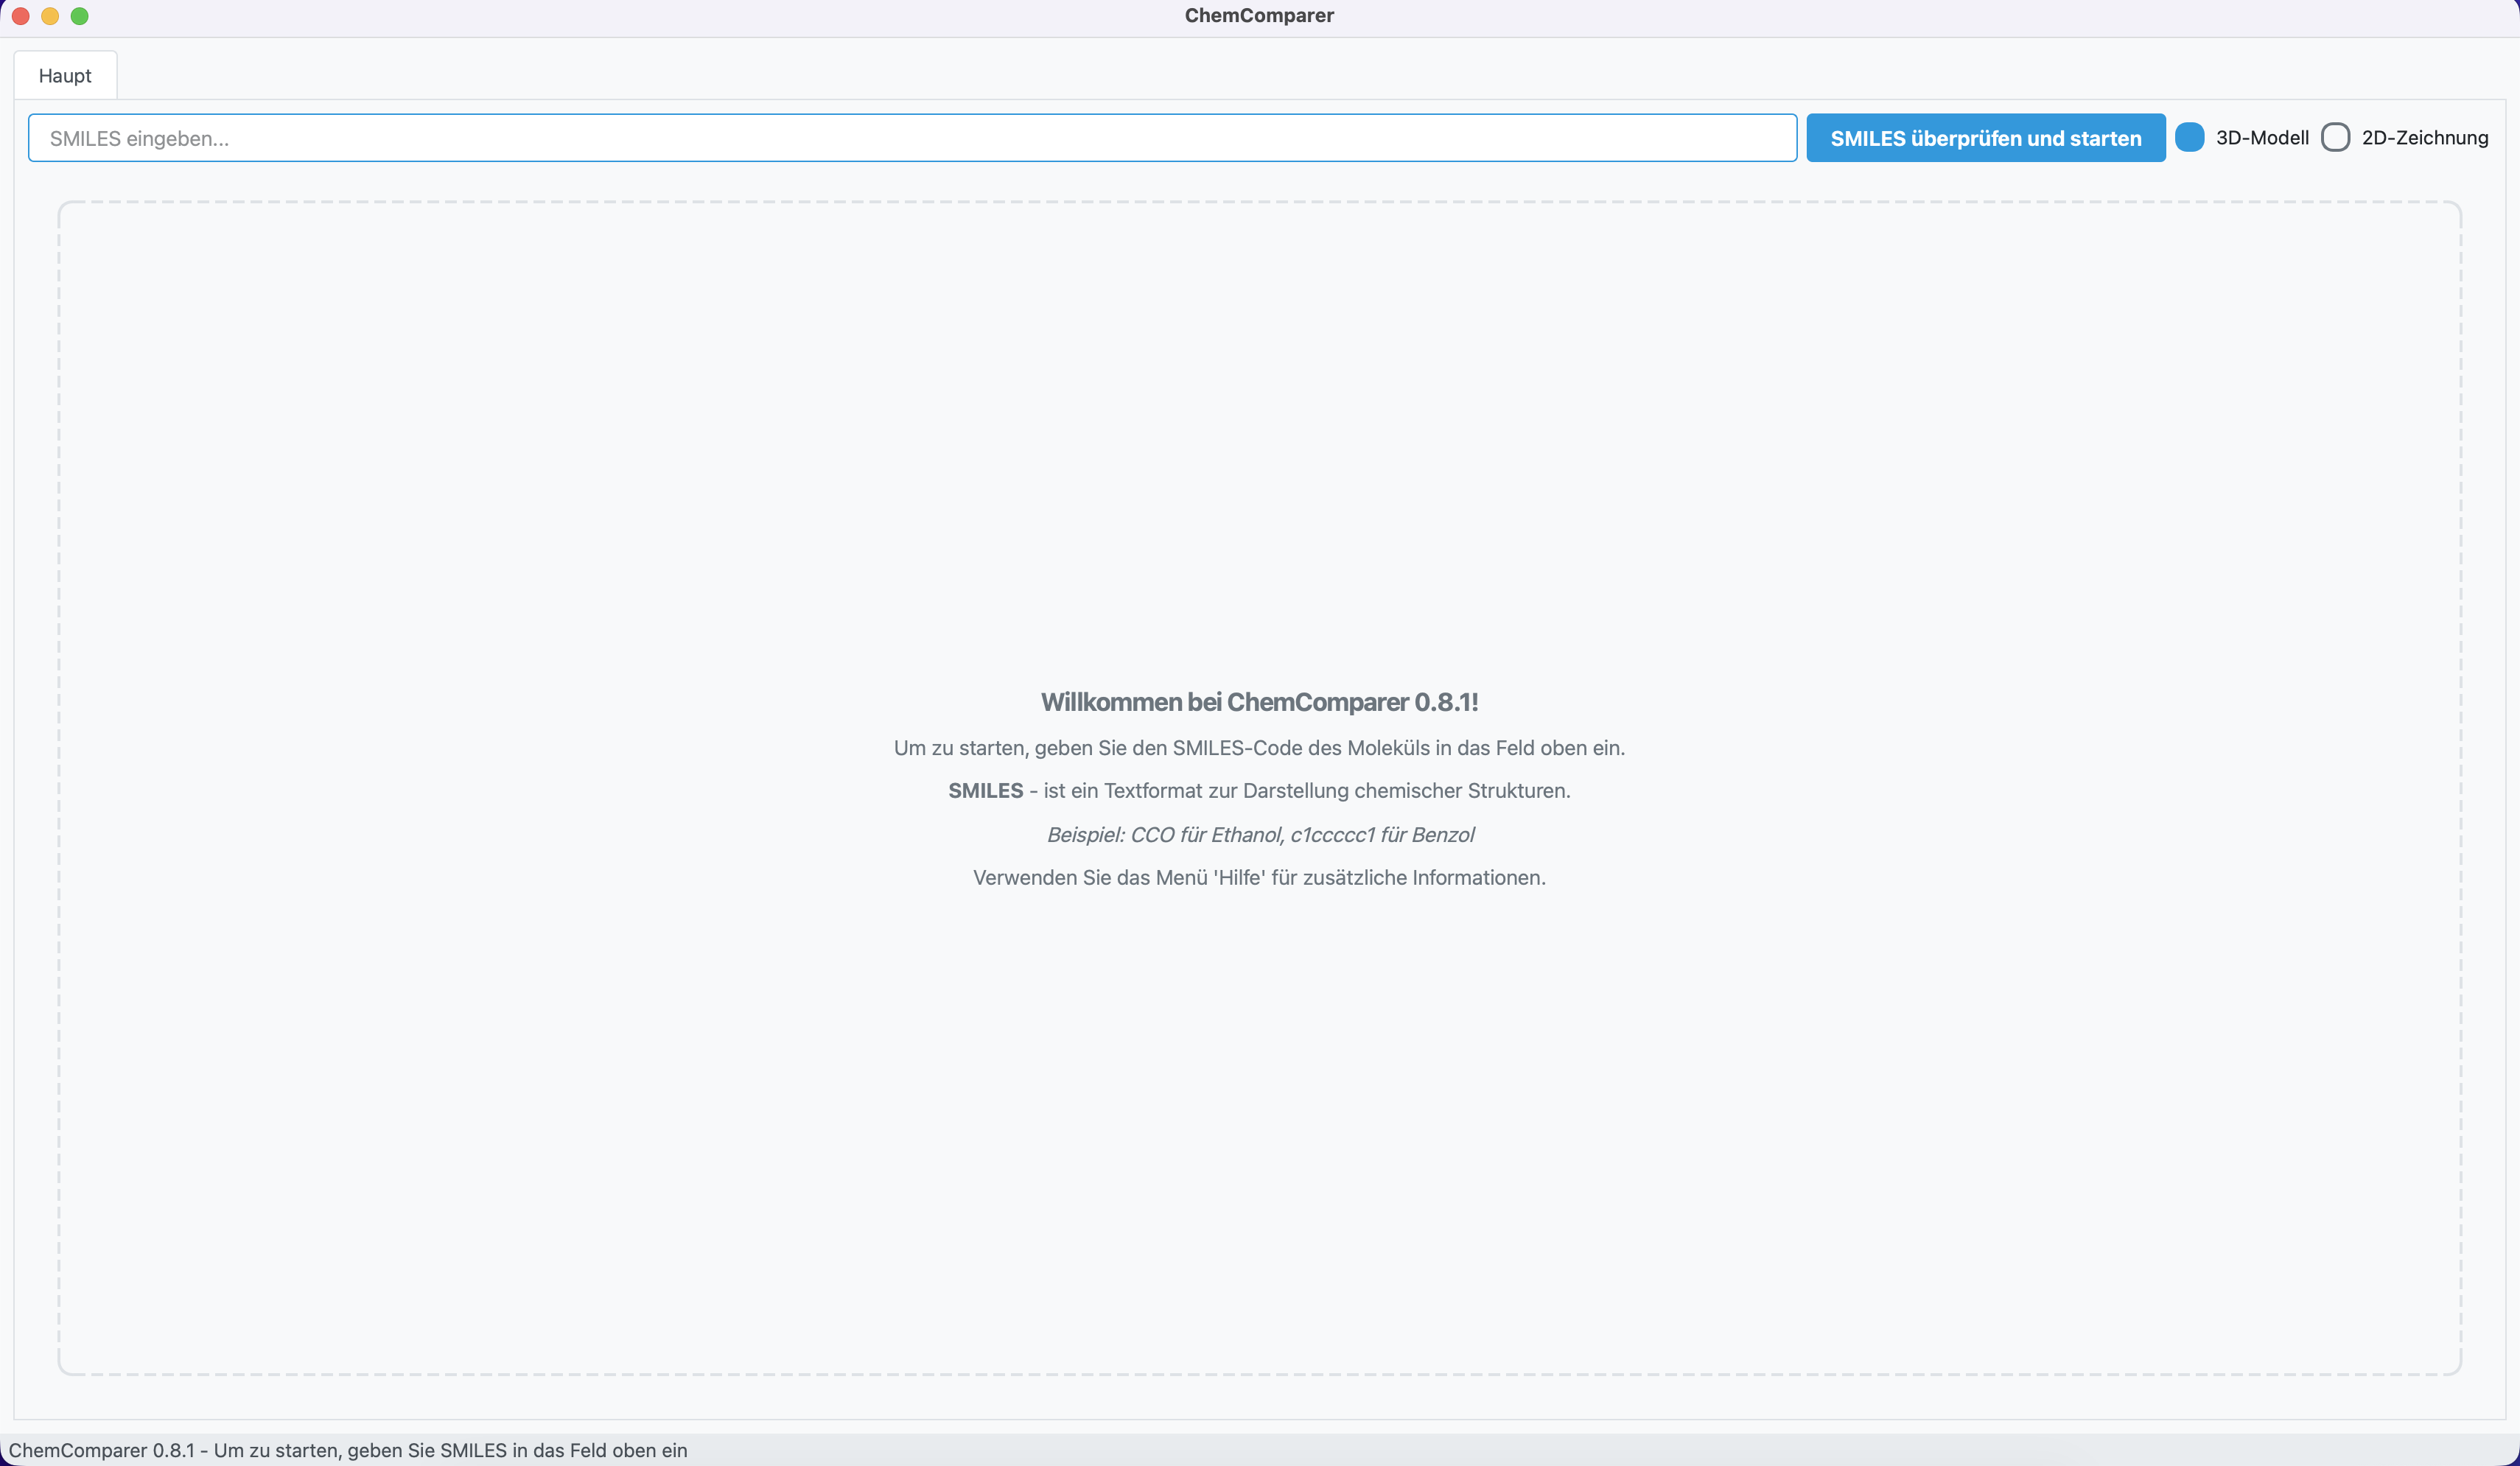 ChemComparer
Haupt
SMILES eingeben...
SMILES überprüfen und starten
3D-Modell
2D-Zeichnung
Willkommen bei ChemComparer 0.8.1!
Um zu starten, geben Sie den SMILES-Code des Moleküls in das Feld oben ein.
SMILES - ist ein Textformat zur Darstellung chemischer Strukturen.
Beispiel: CCO für Ethanol, c1ccccc1 für Benzol
Verwenden Sie das Menü 'Hilfe' für zusätzliche Informationen.
ChemComparer 0.8.1 - Um zu starten, geben Sie SMILES in das Feld oben ein